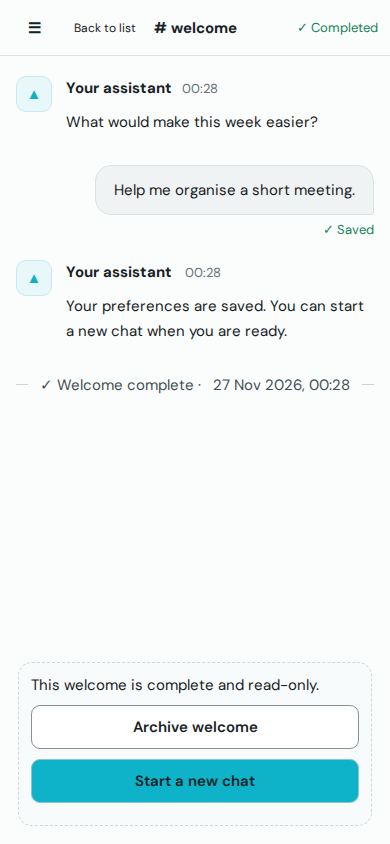 ☰ Back to list # welcome ✓ Completed
▲ Your assistant 00:28
What would make this week easier?
Help me organise a short meeting.
✓ Saved
▲ Your assistant 00:28
Your preferences are saved. You can start
a new chat when you are ready.
✓ Welcome complete · 27 Nov 2026, 00:28
This welcome is complete and read-only.
Archive welcome
Start a new chat